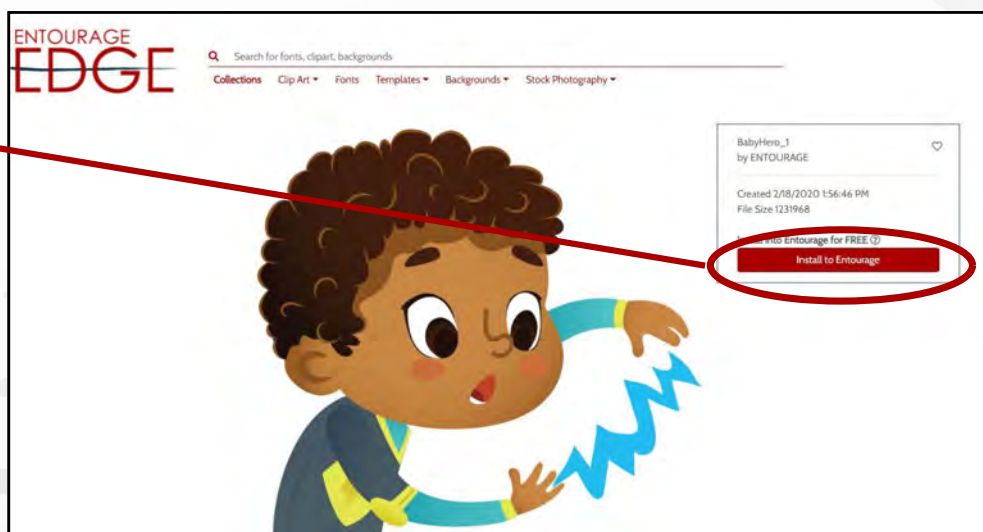 ENTOURAGE
EDGE
Search for fonts, clipart, backgrounds
Collections Clip Art Fonts Templates Backgrounds Stock Photography
BabyHero_1
by ENTOURAGE
Created 2/18/2020 1:56:46 PM
File Size 1231968
into Entourage for FREE
Install to Entourage